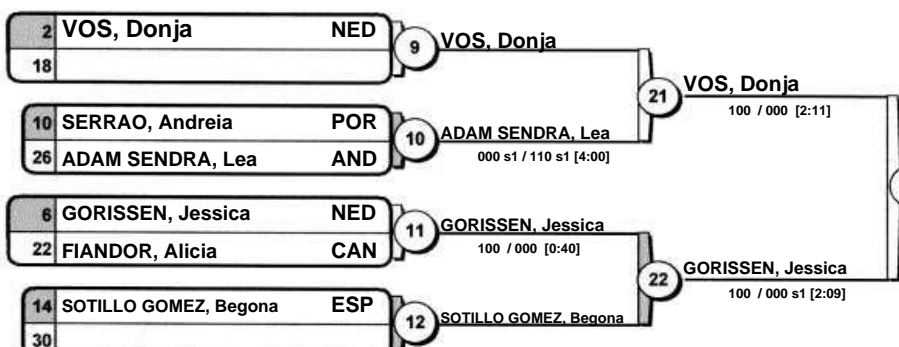 2 VOS, Donja NED
18
9 VOS, Donja
10 SERRAO, Andreia POR
26 ADAM SENDRA, Lea AND
10 ADAM SENDRA, Lea
000 s1 / 110 s1 [4:00]
21 VOS, Donja
100 / 000 [2:11]
6 GORISSEN, Jessica NED
22 FIANDOR, Alicia CAN
11 GORISSEN, Jessica
100 / 000 [0:40]
14 SOTILLO GOMEZ, Begona ESP
30
12 SOTILLO GOMEZ, Begona
22 GORISSEN, Jessica
100 / 000 s1 [2:09]